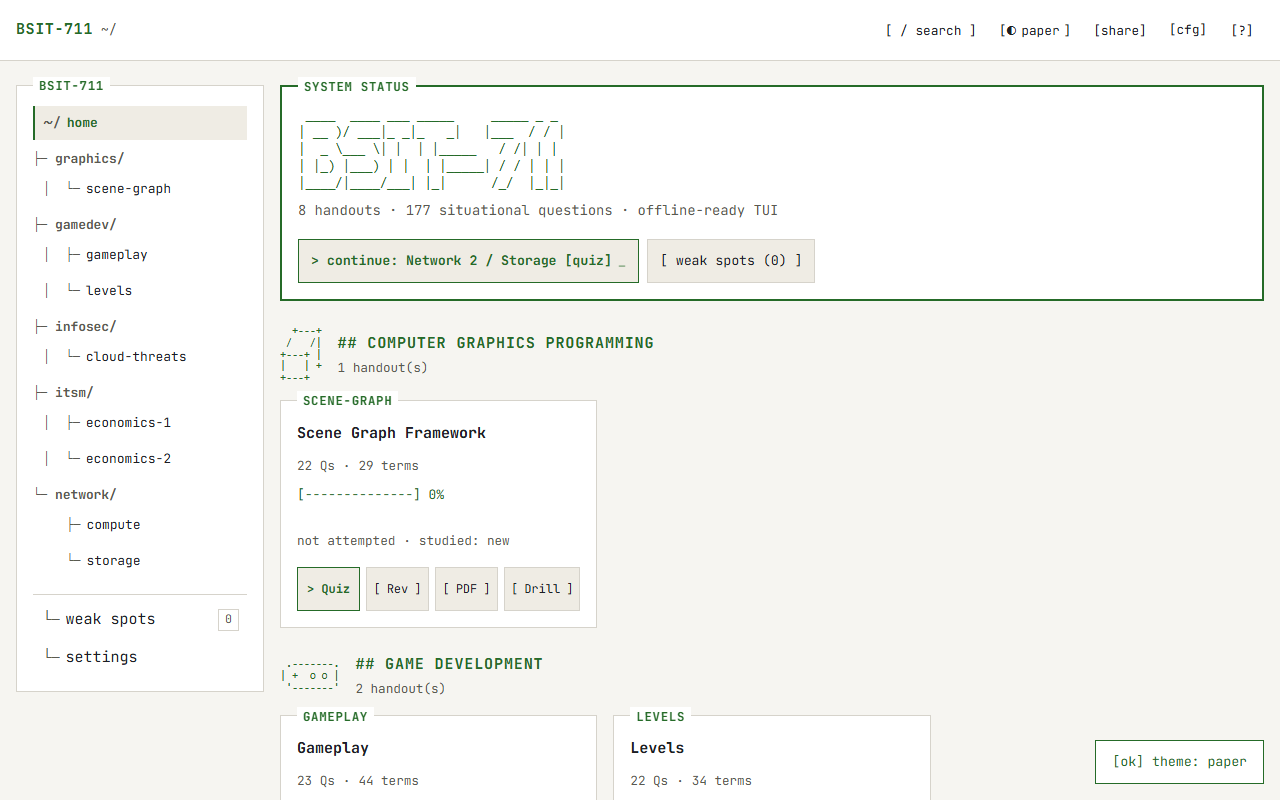 BSIT-711 ~/
[ / search ] [◐ paper ] [share] [cfg] [?]
BSIT-711
~/ home
├─ graphics/
│ └─ scene-graph
├─ gamedev/
│ ├─ gameplay
│ └─ levels
├─ infosec/
│ └─ cloud-threats
├─ itsm/
│ ├─ economics-1
│ └─ economics-2
└─ network/
├─ compute
└─ storage
└─ weak spots 0
└─ settings
SYSTEM STATUS
BSIT-711
8 handouts · 177 situational questions · offline-ready TUI
> continue: Network 2 / Storage [quiz] _ [ weak spots (0) ]
## COMPUTER GRAPHICS PROGRAMMING
1 handout(s)
SCENE-GRAPH
Scene Graph Framework
22 Qs · 29 terms
[--------------] 0%
not attempted · studied: new
> Quiz [ Rev ] [ PDF ] [ Drill ]
## GAME DEVELOPMENT
2 handout(s)
GAMEPLAY
Gameplay
23 Qs · 44 terms
LEVELS
Levels
22 Qs · 34 terms
[ok] theme: paper